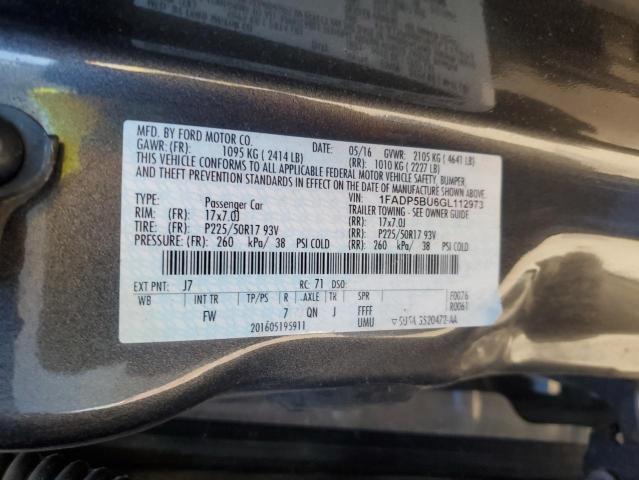 MFD. BY FORD MOTOR CO.
05/16 GVWR: 2105 KG ( 4641 LB)
GAWR: (FR): 1095 KG ( 2414 LB) (RR): 1010 KG ( 2227 LB)
THIS VEHICLE CONFORMS TO ALL APPLICABLE FEDERAL MOTOR VEHICLE SAFETY, BUMPER
AND THEFT PREVENTION STANDARDS IN EFFECT ON THE DATE OF MANUFACTURE SHOWN ABOVE.
VIN: 1FADP5BU6GL112973
TYPE: Passenger Car TRAILER TOWING - SEE OWNER GUIDE
RIM: (FR): 17x7.0J (RR): 17x7.0J
TIRE: (FR): P225/50R17 93V (RR): P225/50R17 93V
PRESSURE: (FR): 260 kPa/ 38 PSI COLD (RR): 260 kPa/ 38 PSI COLD
EXT PNT: J7 RC: 71 DSO: F0076
WB INT TR TP/PS R AXLE TR SPR R0061
FW 7 QN J FFFF
201605195911 UMU 3520472-AA